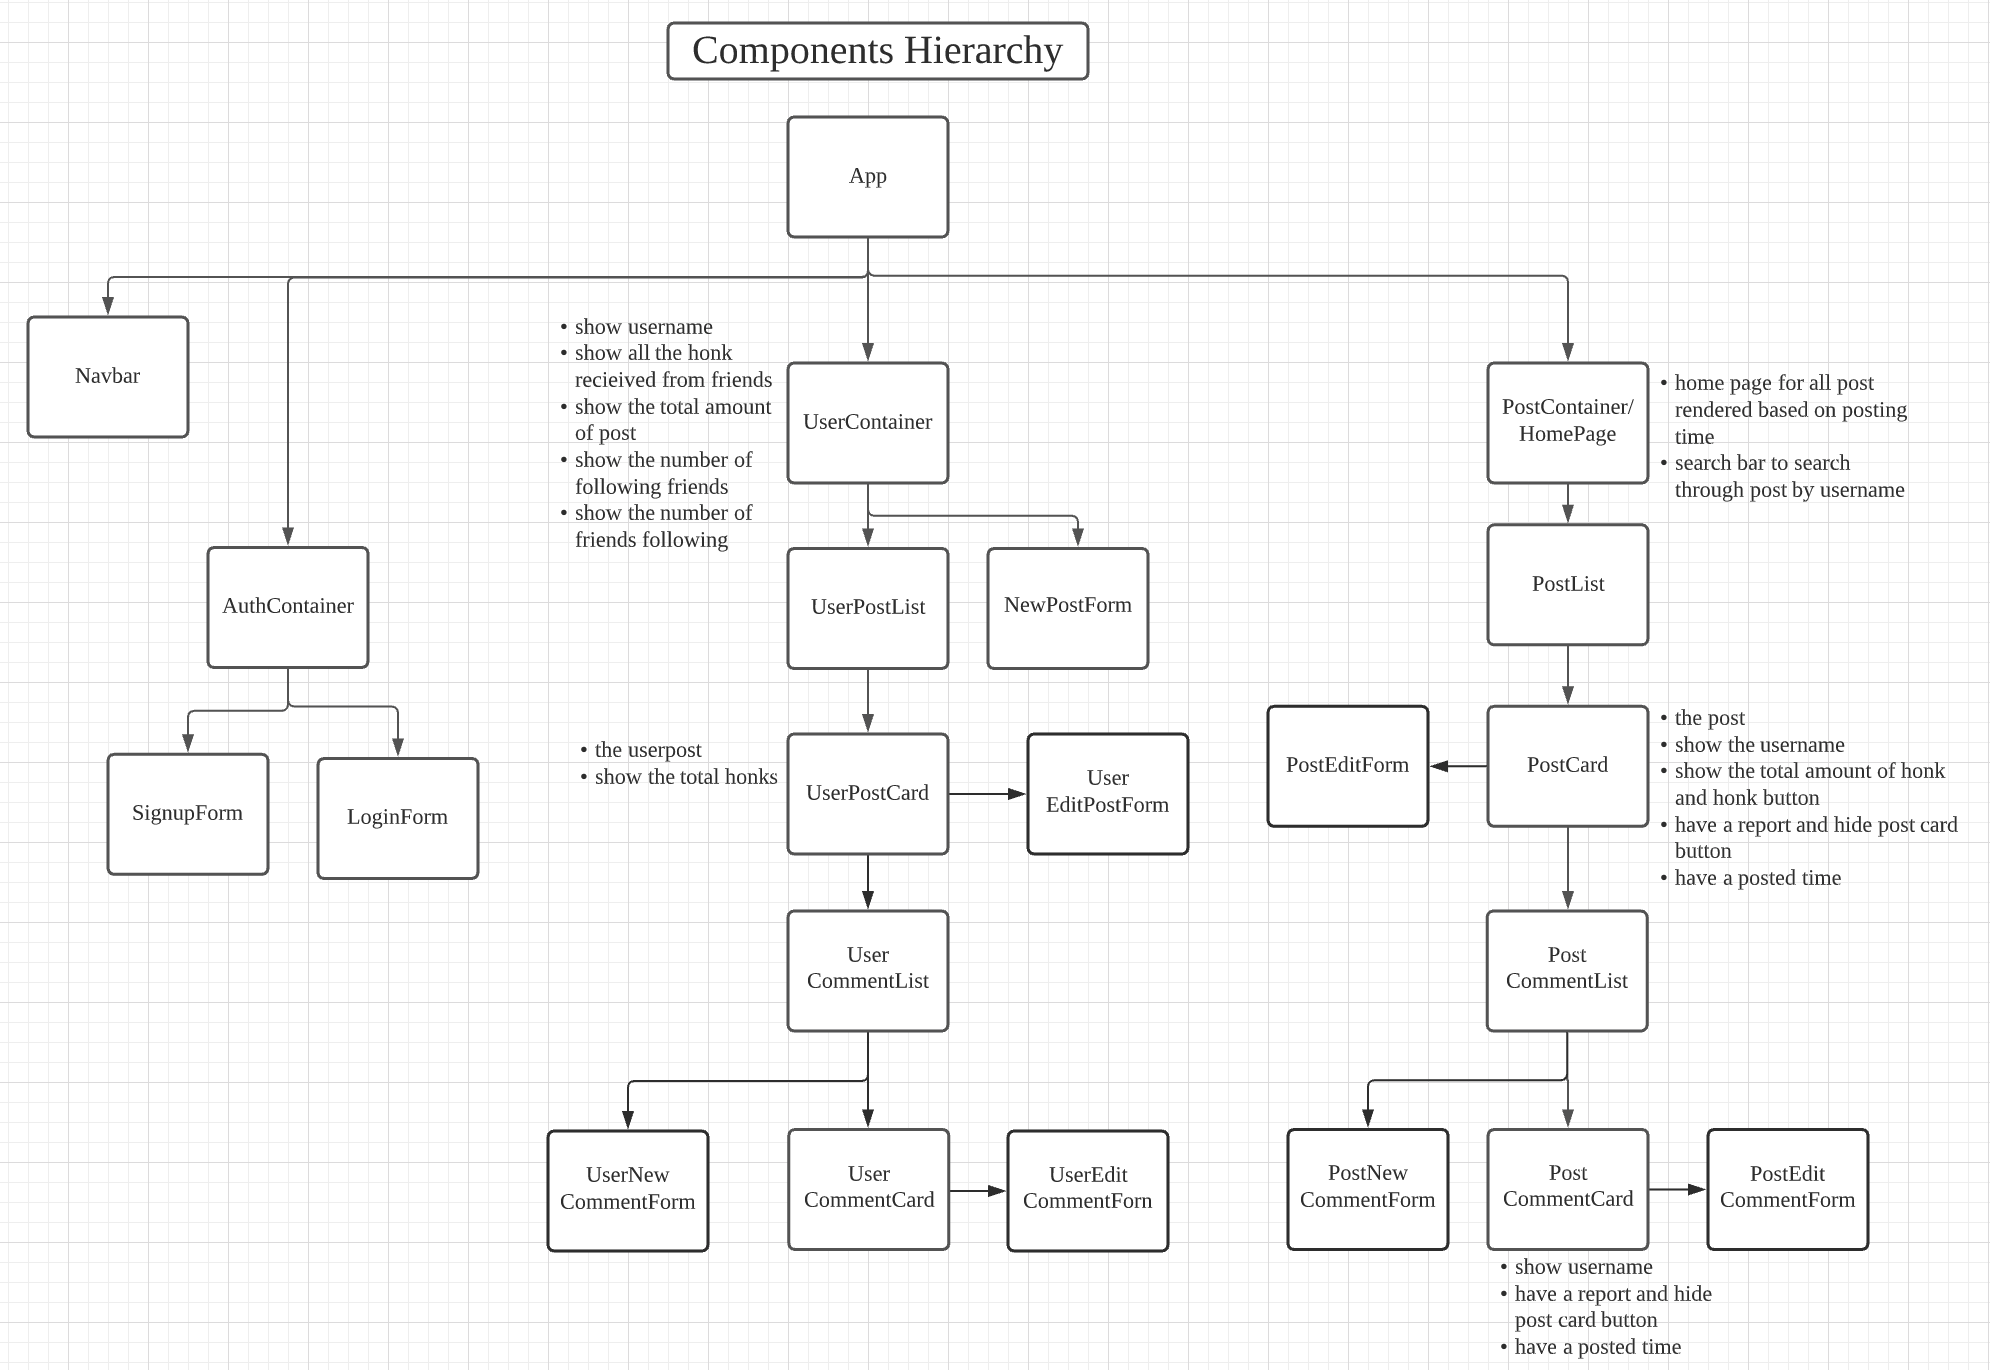 Components Hierarchy
App
Navbar
• show username
• show all the honk
recieived from friends
• show the total amount
of post
• show the number of
following friends
• show the number of
friends following
UserContainer
PostContainer/
HomePage
• home page for all post
rendered based on posting
time
• search bar to search
through post by username
AuthContainer
UserPostList
NewPostForm
PostList
SignupForm
LoginForm
• the userpost
• show the total honks
UserPostCard
User
EditPostForm
PostEditForm
PostCard
• the post
• show the username
• show the total amount of honk
and honk button
• have a report and hide post card
button
• have a posted time
User
CommentList
Post
CommentList
UserNew
CommentForm
User
CommentCard
UserEdit
CommentForn
PostNew
CommentForm
Post
CommentCard
PostEdit
CommentForm
• show username
• have a report and hide
post card button
• have a posted time